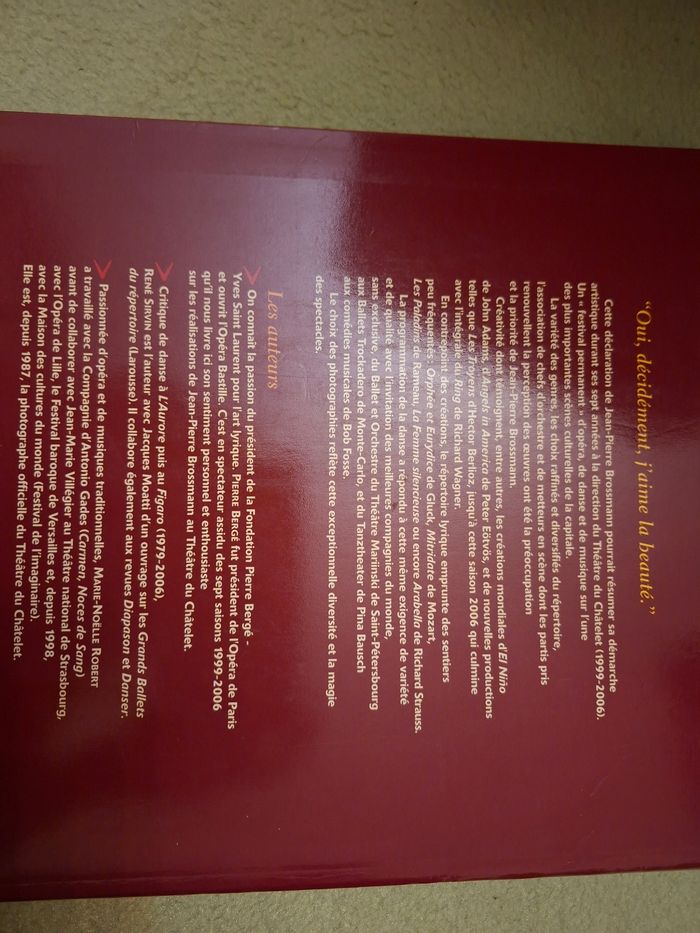 “Oui, décidément, j'aime la beauté.”
Cette déclaration de Jean-Pierre Brossmann pourrait résumer sa démarche
artistique durant ses sept années à la direction du Théâtre du Châtelet (1999-2006).
Un « festival permanent » d'opéra, de danse et de musique sur l'une
des plus importantes scènes culturelles de la capitale.
La variété des genres, les choix raffinés et diversifiés du répertoire,
l'association de chefs d'orchestre et de metteurs en scène dont les partis pris
renouvellent la perception des œuvres ont été la préoccupation
et la priorité de Jean-Pierre Brossmann.
Créativité dont témoignent, entre autres, les créations mondiales d'El Niño
de John Adams, d'Angels in America de Peter Eötvös, et de nouvelles productions
telles que Les Troyens d'Hector Berlioz, jusqu'à cette saison 2006 qui culmine
avec l'intégrale du Ring de Richard Wagner.
En contrepoint des créations, le répertoire lyrique emprunte des sentiers
peu fréquentés, Orphée et Eurydice de Gluck, Mitridate de Mozart,
Les Paladins de Rameau, La Femme silencieuse ou encore Arabella de Richard Strauss.
La programmation de la danse a répondu à cette même exigence de variété
et de qualité avec l'invitation des meilleures compagnies du monde,
sans exclusive, du Ballet et Orchestre du Théâtre Mariinski de Saint-Petersbourg
aux Ballets Trockadero de Monte-Carlo, et du Tanztheater de Pina Bausch
aux comédies musicales de Bob Fosse.
Le choix des photographies reflète cette exceptionnelle diversité et la magie
des spectacles.
Les auteurs
On connaît la passion du président de la Fondation Pierre Bergé -
Yves Saint Laurent pour l'art lyrique. PIERRE BERGÉ fut président de l'Opéra de Paris
et ouvrit l'Opéra Bastille. C'est en spectateur assidu des sept saisons 1999-2006
qu'il nous livre ici son sentiment personnel et enthousiaste
sur les réalisations de Jean-Pierre Brossmann au Théâtre du Châtelet.
Critique de danse à L'Aurore puis au Figaro (1979-2006),
RENÉ SIRVIN est l'auteur avec Jacques Moatti d'un ouvrage sur les Grands Ballets
du répertoire (Larousse). Il collabore également aux revues Diapason et Danser.
Passionnée d'opéra et de musiques traditionnelles, MARIE-NOËLLE ROBERT
a travaillé avec la Compagnie d'Antonio Gades (Carmen, Noces de Sang)
avant de collaborer avec Jean-Marie Villégier au Théâtre national de Strasbourg,
avec l'Opéra de Lille, le Festival baroque de Versailles et, depuis 1998,
avec la Maison des cultures du monde (Festival de l'imaginaire).
Elle est, depuis 1987, la photographe officielle du Théâtre du Châtelet.